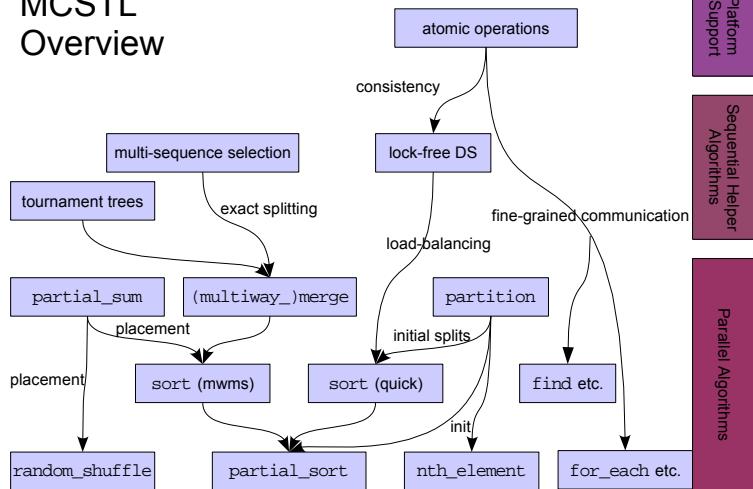 MCSTL
Overview
atomic operations
Platform
Support
consistency
Sequential Helper
Algorithms
multi-sequence selection
lock-free DS
tournament trees
exact splitting
fine-grained communication
load-balancing
partial_sum
(multiway_)merge
partition
placement
initial splits
Parallel Algorithms
placement
sort (mwms)
sort (quick)
find etc.
init
random_shuffle
partial_sort
nth_element
for_each etc.